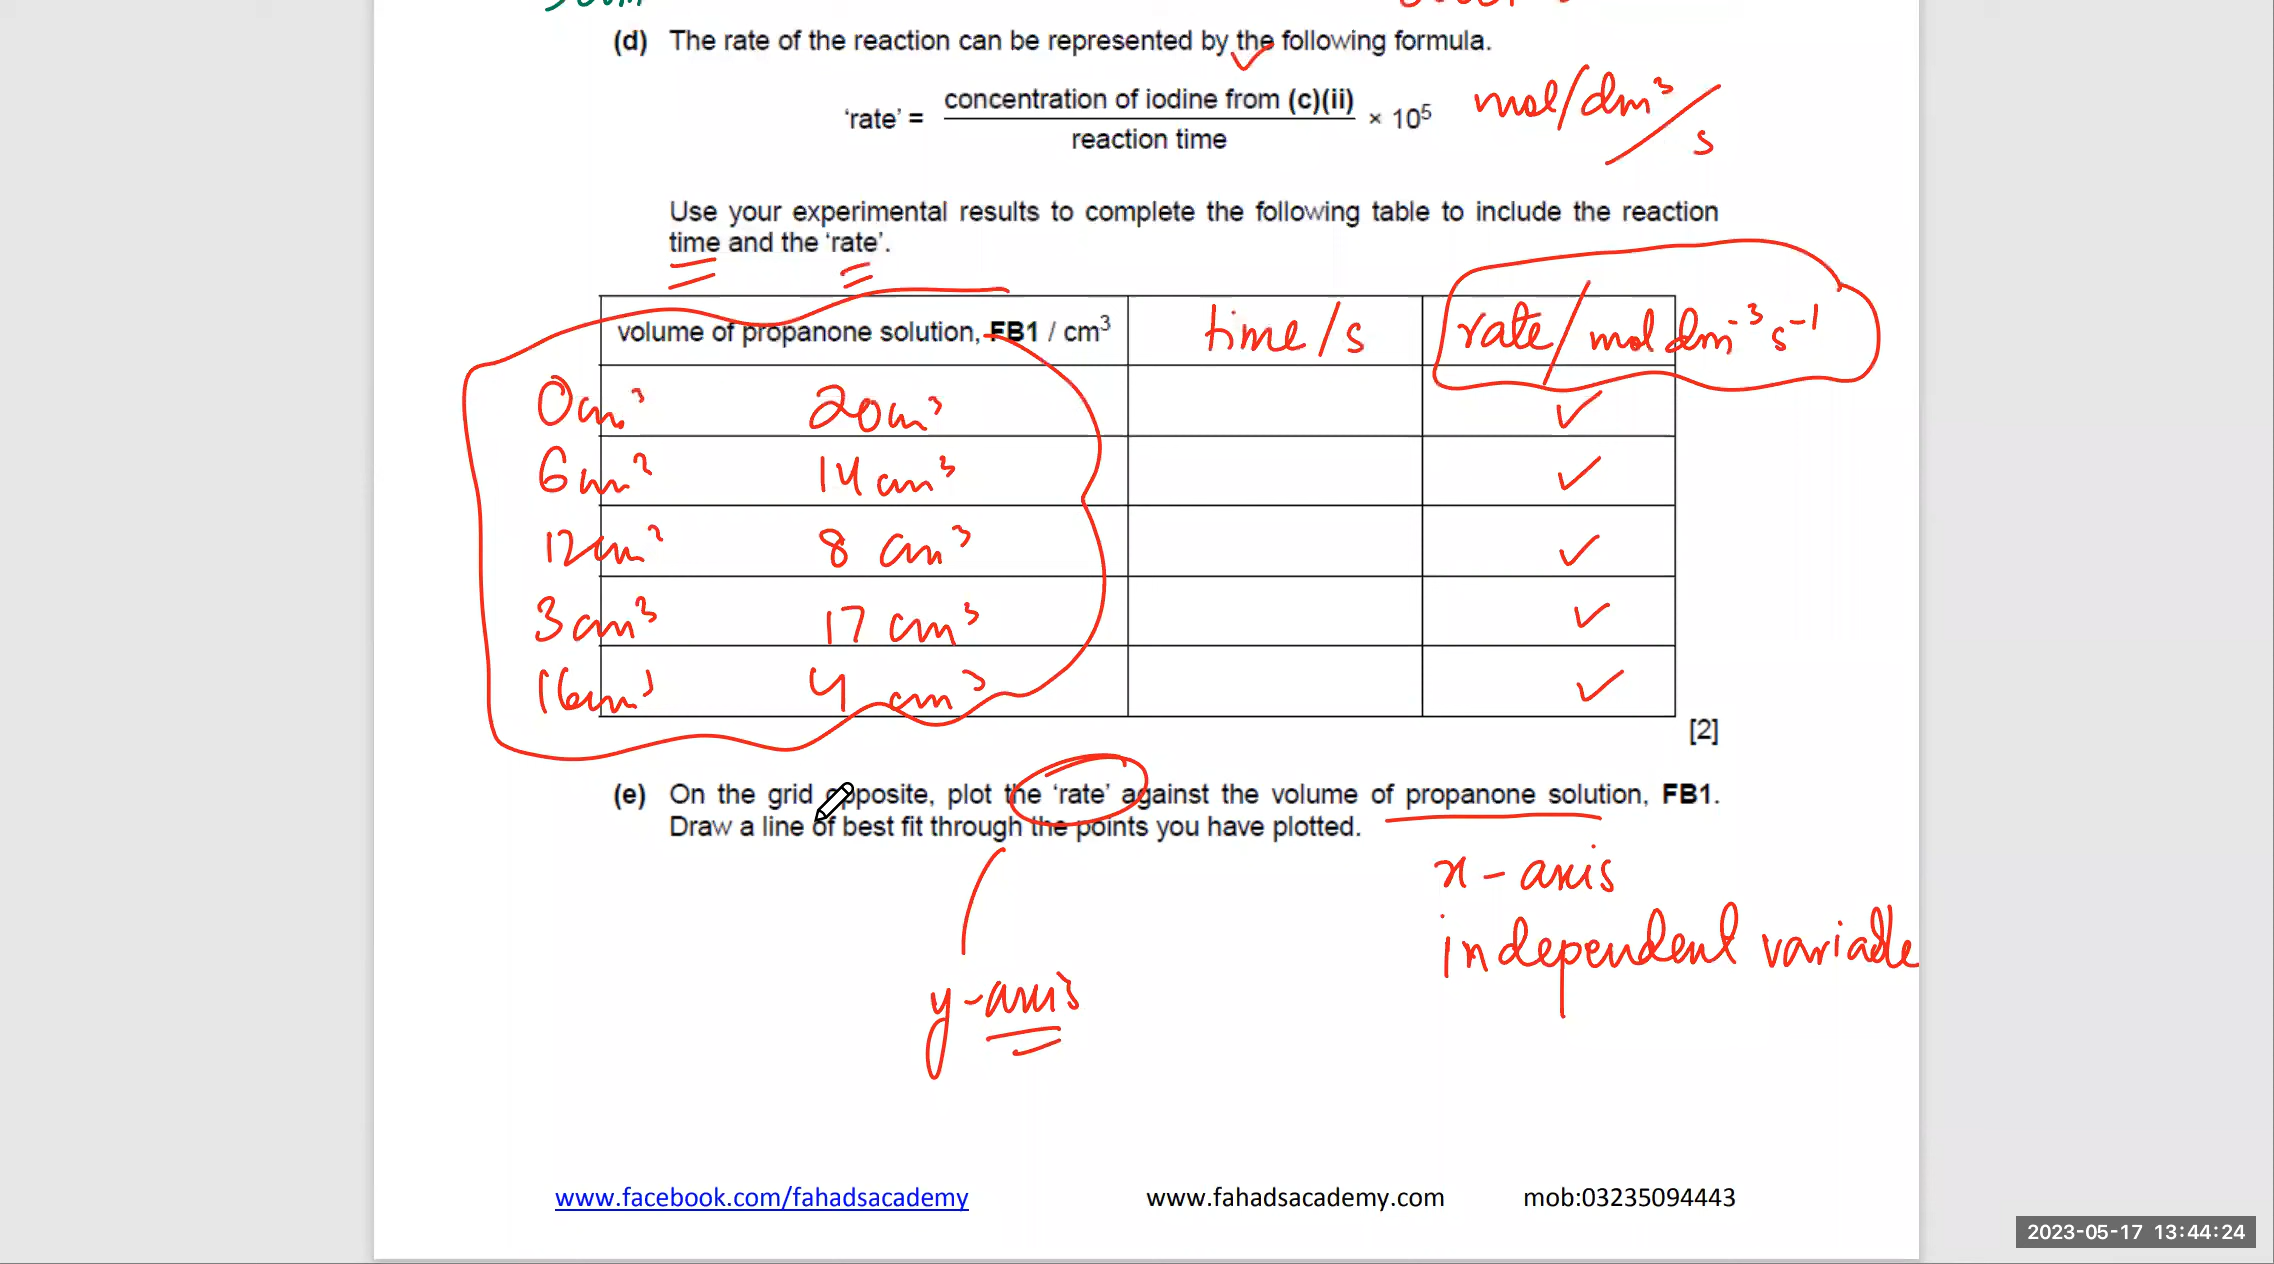 (d) The rate of the reaction can be represented by the following formula.
'rate' = concentration of iodine from (c)(ii) / reaction time × 10⁵ mol/dm³/s
Use your experimental results to complete the following table to include the reaction
time and the 'rate'.
volume of propanone solution, FB1 / cm³ time/s rate/mol dm⁻³ s⁻¹
0cm³ 20cm³ ✓
6cm³ 14cm³ ✓
12cm³ 8 cm³ ✓
3cm³ 17 cm³ ✓
16cm³ 4 cm³ ✓
[2]
(e) On the grid opposite, plot the 'rate' against the volume of propanone solution, FB1.
Draw a line of best fit through the points you have plotted.
x-axis
independent variable
y-axis
www.facebook.com/fahadsacademy www.fahadsacademy.com mob:03235094443
2023-05-17 13:44:24